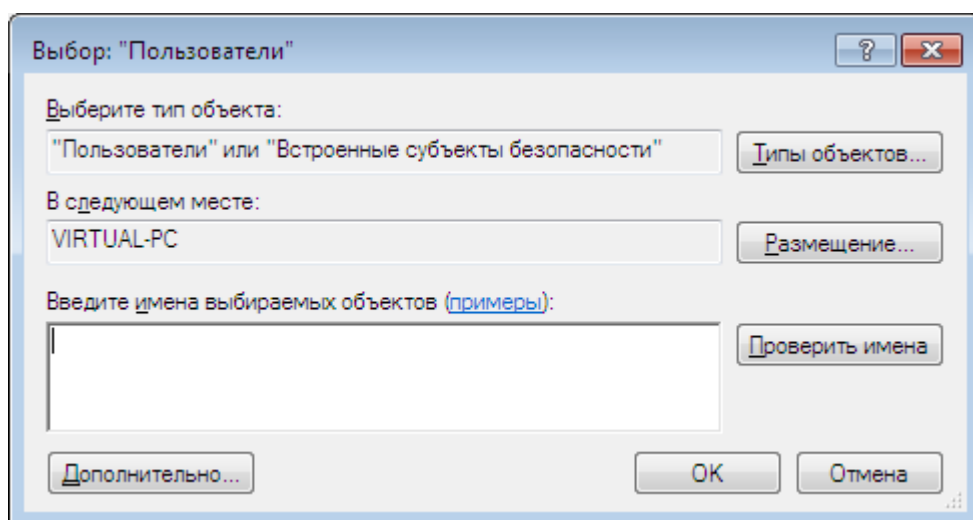 Выбор: "Пользователи"
Выберите тип объекта:
"Пользователи" или "Встроенные субъекты безопасности"
Типы объектов...
В следующем месте:
VIRTUAL-PC
Размещение...
Введите имена выбираемых объектов (примеры):
Проверить имена
Дополнительно...
ОК
Отмена